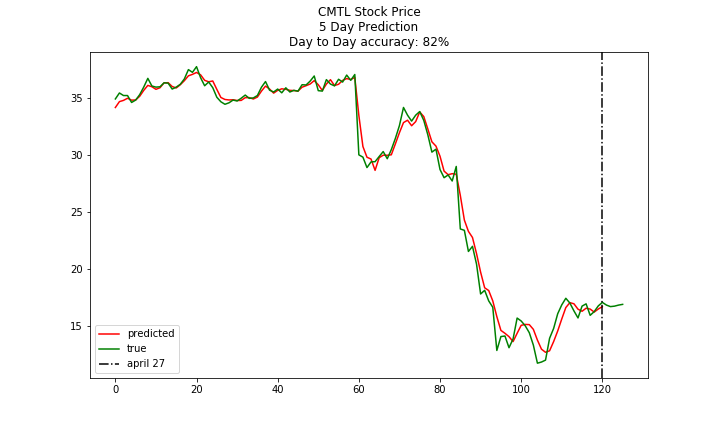 CMTL Stock Price
5 Day Prediction
Day to Day accuracy: 82%
35
30
25
20
15
predicted
true
april 27
0
20
40
60
80
100
120